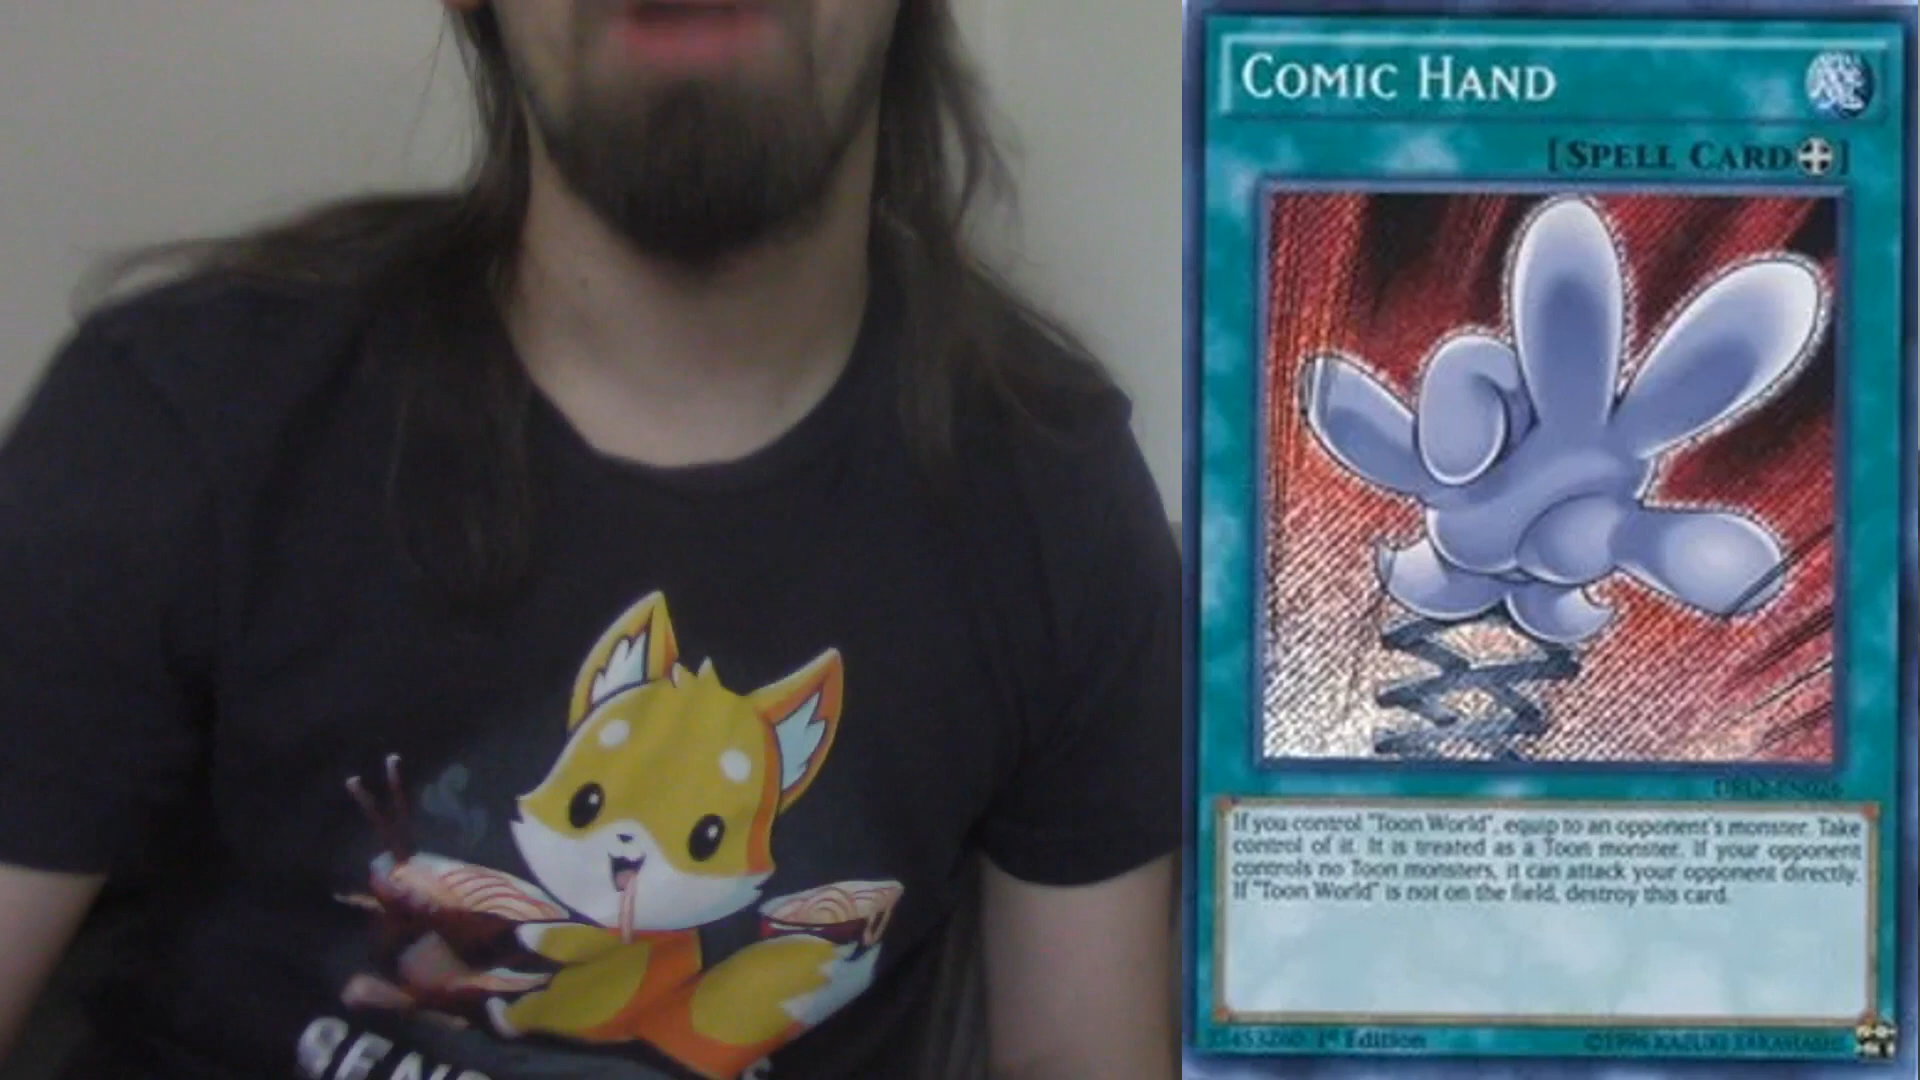 COMIC HAND
[SPELL CARD]
DRL2-EN026
If you control "Toon World", equip to an opponent's monster. Take
control of it. It is treated as a Toon monster. If your opponent
controls no Toon monsters, it can attack your opponent directly.
If "Toon World" is not on the field, destroy this card.
1st Edition
©1996 KAZUKI TAKAHASHI